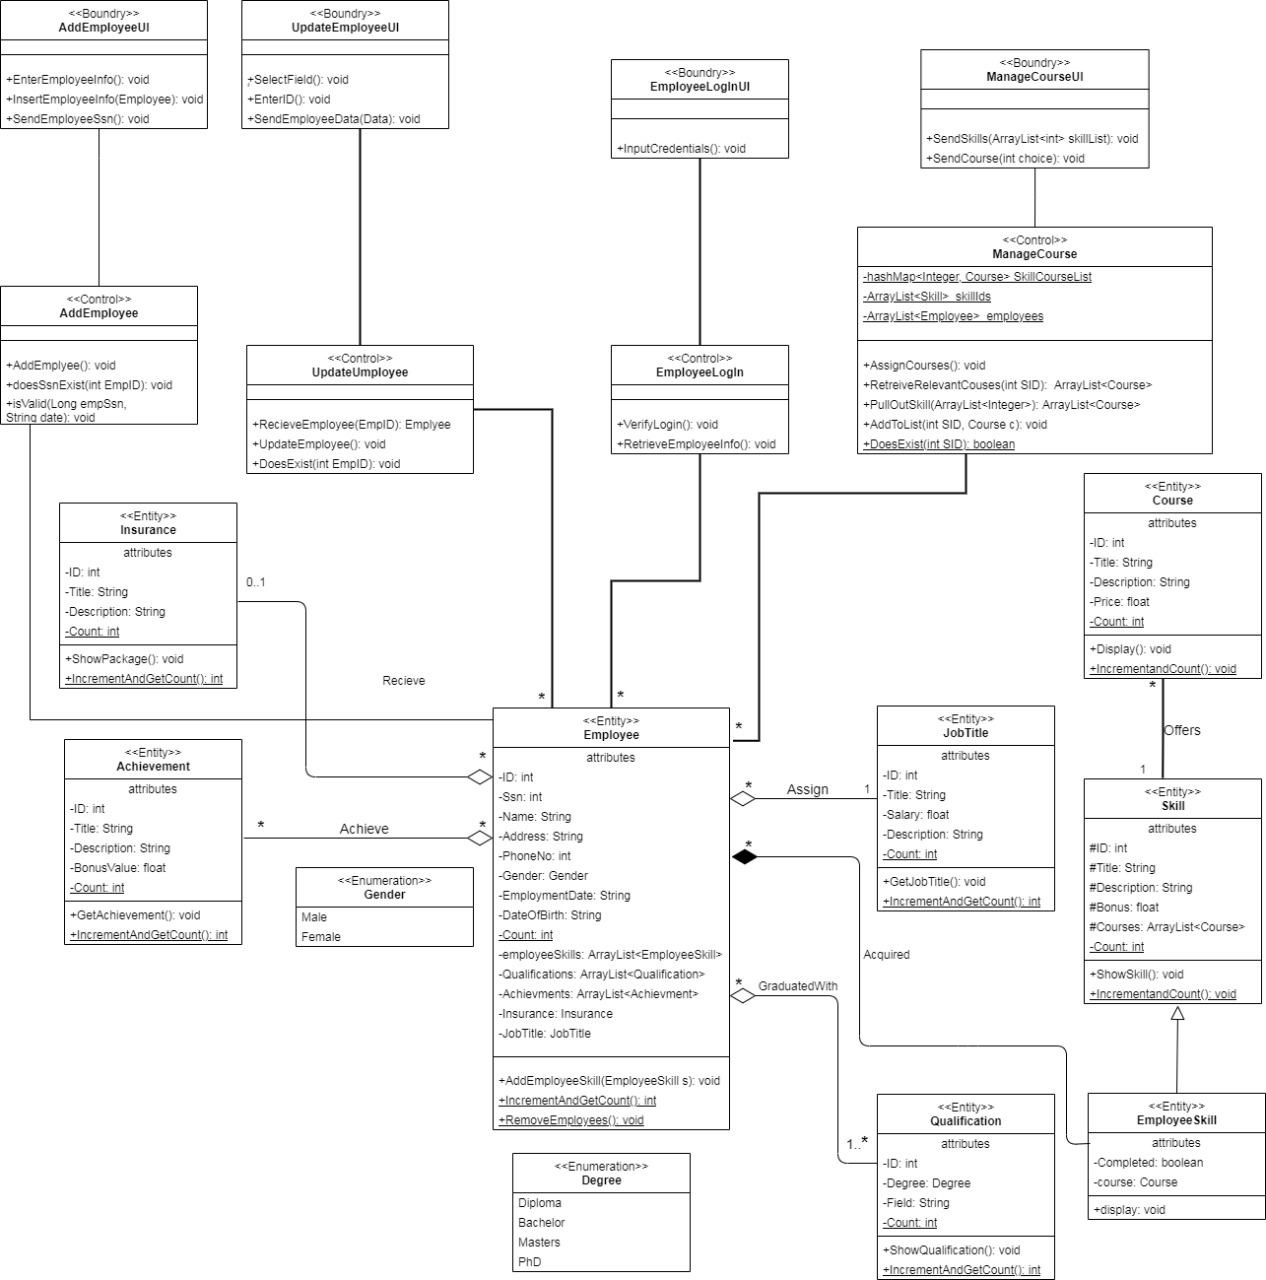 <<Boundry>>
AddEmployeeUI
+EnterEmployeeInfo(): void
+InsertEmployeeInfo(Employee): void
+SendEmployeeSsn(): void
<<Boundry>>
UpdateEmployeeUI
+SelectField(): void
+EnterID(): void
+SendEmployeeData(Data): void
<<Boundry>>
EmployeeLogInUI
+InputCredentials(): void
<<Boundry>>
ManageCourseUI
+SendSkills(ArrayList<int> skillList): void
+SendCourse(int choice): void
<<Control>>
AddEmployee
+AddEmplyee(): void
+doesSsnExist(int EmpID): void
+isValid(Long empSsn,
String date): void
<<Control>>
UpdateUmployee
+RecieveEmployee(EmpID): Emplyee
+UpdateEmployee(): void
+DoesExist(int EmpID): void
<<Control>>
EmployeeLogIn
+VerifyLogin(): void
+RetrieveEmployeeInfo(): void
<<Control>>
ManageCourse
-hashMap<Integer, Course> SkillCourseList
-ArrayList<Skill> skillIds
-ArrayList<Employee> employees
+AssignCourses(): void
+RetreiveRelevantCouses(int SID): ArrayList<Course>
+PullOutSkill(ArrayList<Integer>): ArrayList<Course>
+AddToList(int SID, Course c): void
+DoesExist(int SID): boolean
<<Entity>>
Insurance
attributes
-ID: int
-Title: String
-Description: String
-Count: int
+ShowPackage(): void
+IncrementAndGetCount(): int
0..1
Recieve
*
*
*
*
<<Entity>>
Course
attributes
-ID: int
-Title: String
-Description: String
-Price: float
-Count: int
+Display(): void
+IncrementandCount(): void
*
Offers
1
<<Entity>>
Achievement
attributes
-ID: int
-Title: String
-Description: String
-BonusValue: float
-Count: int
+GetAchievement(): void
+IncrementAndGetCount(): int
*
Achieve
*
<<Enumeration>>
Gender
Male
Female
<<Entity>>
Employee
attributes
-ID: int
-Ssn: int
-Name: String
-Address: String
-PhoneNo: int
-Gender: Gender
-EmploymentDate: String
-DateOfBirth: String
-Count: int
-employeeSkills: ArrayList<EmployeeSkill>
-Qualifications: ArrayList<Qualification>
-Achievments: ArrayList<Achievment>
-Insurance: Insurance
-JobTitle: JobTitle
+AddEmployeeSkill(EmployeeSkill s): void
+IncrementAndGetCount(): int
+RemoveEmployees(): void
*
Assign
1
*
Acquired
*
GraduatedWith
1..*
<<Entity>>
JobTitle
attributes
-ID: int
-Title: String
-Salary: float
-Description: String
-Count: int
+GetJobTitle(): void
+IncrementAndGetCount(): int
<<Entity>>
Skill
attributes
#ID: int
#Title: String
#Description: String
#Bonus: float
#Courses: ArrayList<Course>
-Count: int
+ShowSkill(): void
+IncrementandCount(): void
<<Enumeration>>
Degree
Diploma
Bachelor
Masters
PhD
<<Entity>>
Qualification
attributes
-ID: int
-Degree: Degree
-Field: String
-Count: int
+ShowQualification(): void
+IncrementAndGetCount(): int
<<Entity>>
EmployeeSkill
attributes
-Completed: boolean
-course: Course
+display: void